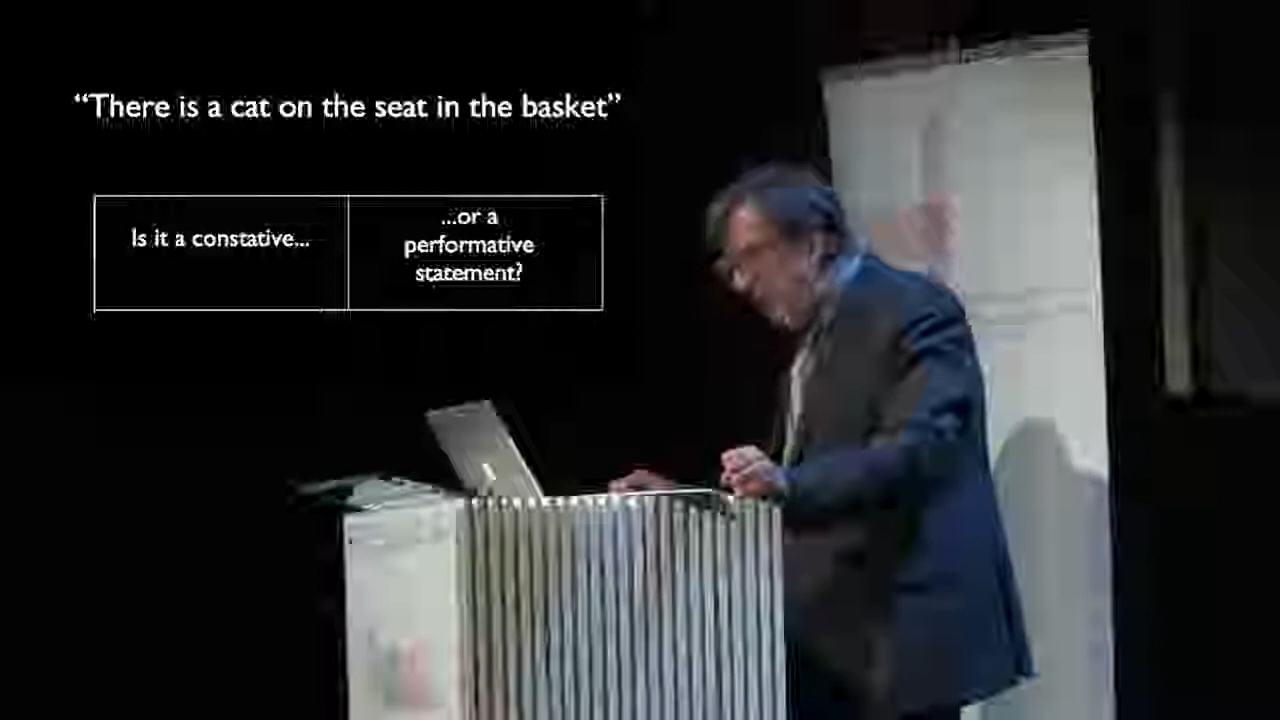 “There is a cat on the seat in the basket”
Is it a constative...
...or a
performative
statement?